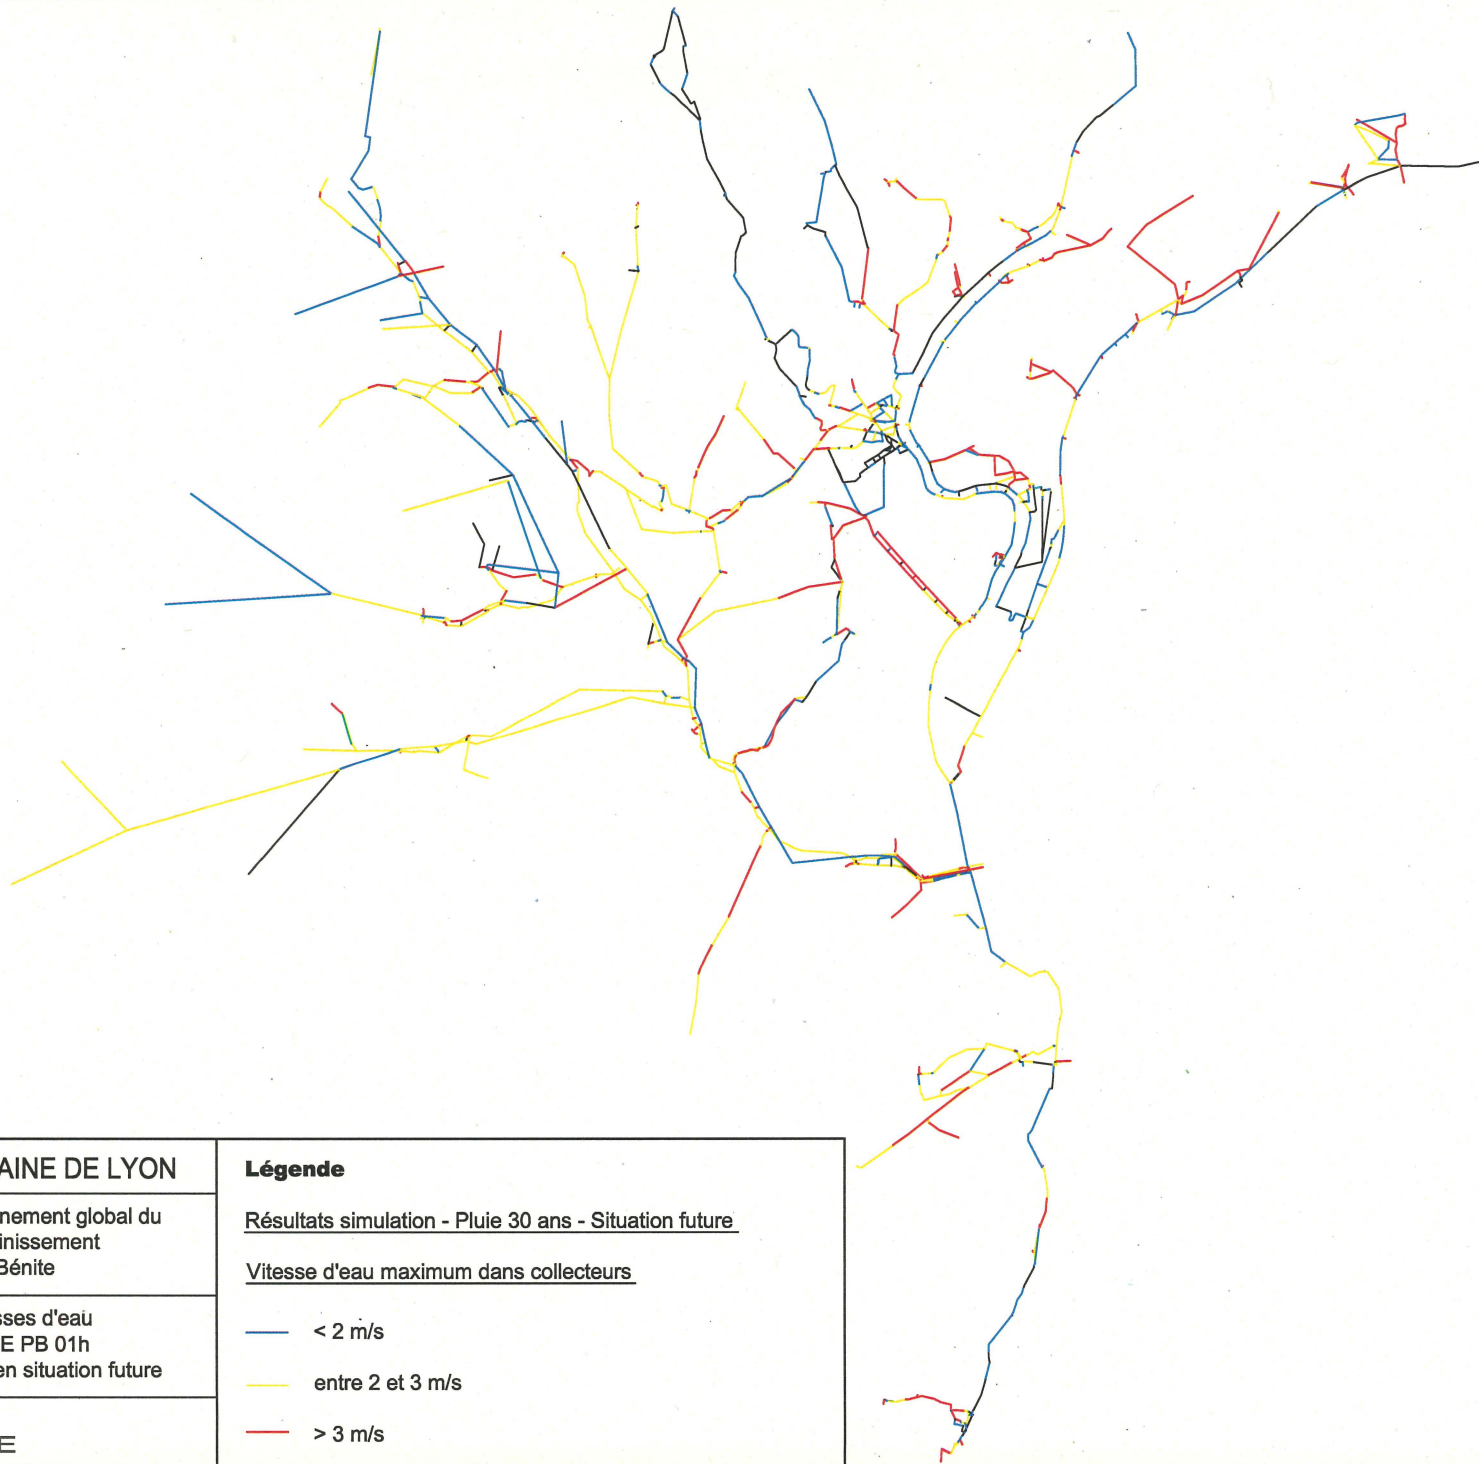 AINE DE LYON
nement global du
inissement
Bénite
sses d'eau
E PB 01h
en situation future
E
Légende
Résultats simulation - Pluie 30 ans - Situation future
Vitesse d'eau maximum dans collecteurs
< 2 m/s
entre 2 et 3 m/s
> 3 m/s